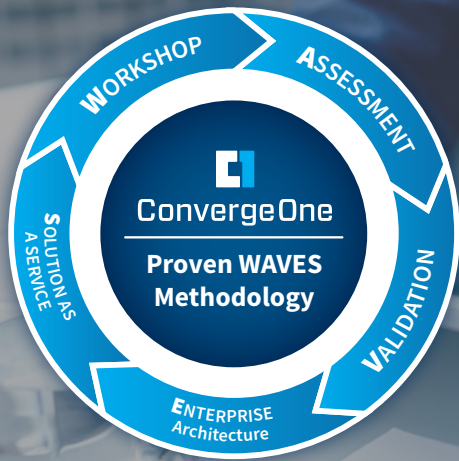 WORKSHOP
ASSESSMENT
VALIDATION
ENTERPRISE
Architecture
SOLUTION AS
A SERVICE
ConvergeOne
Proven WAVES
Methodology